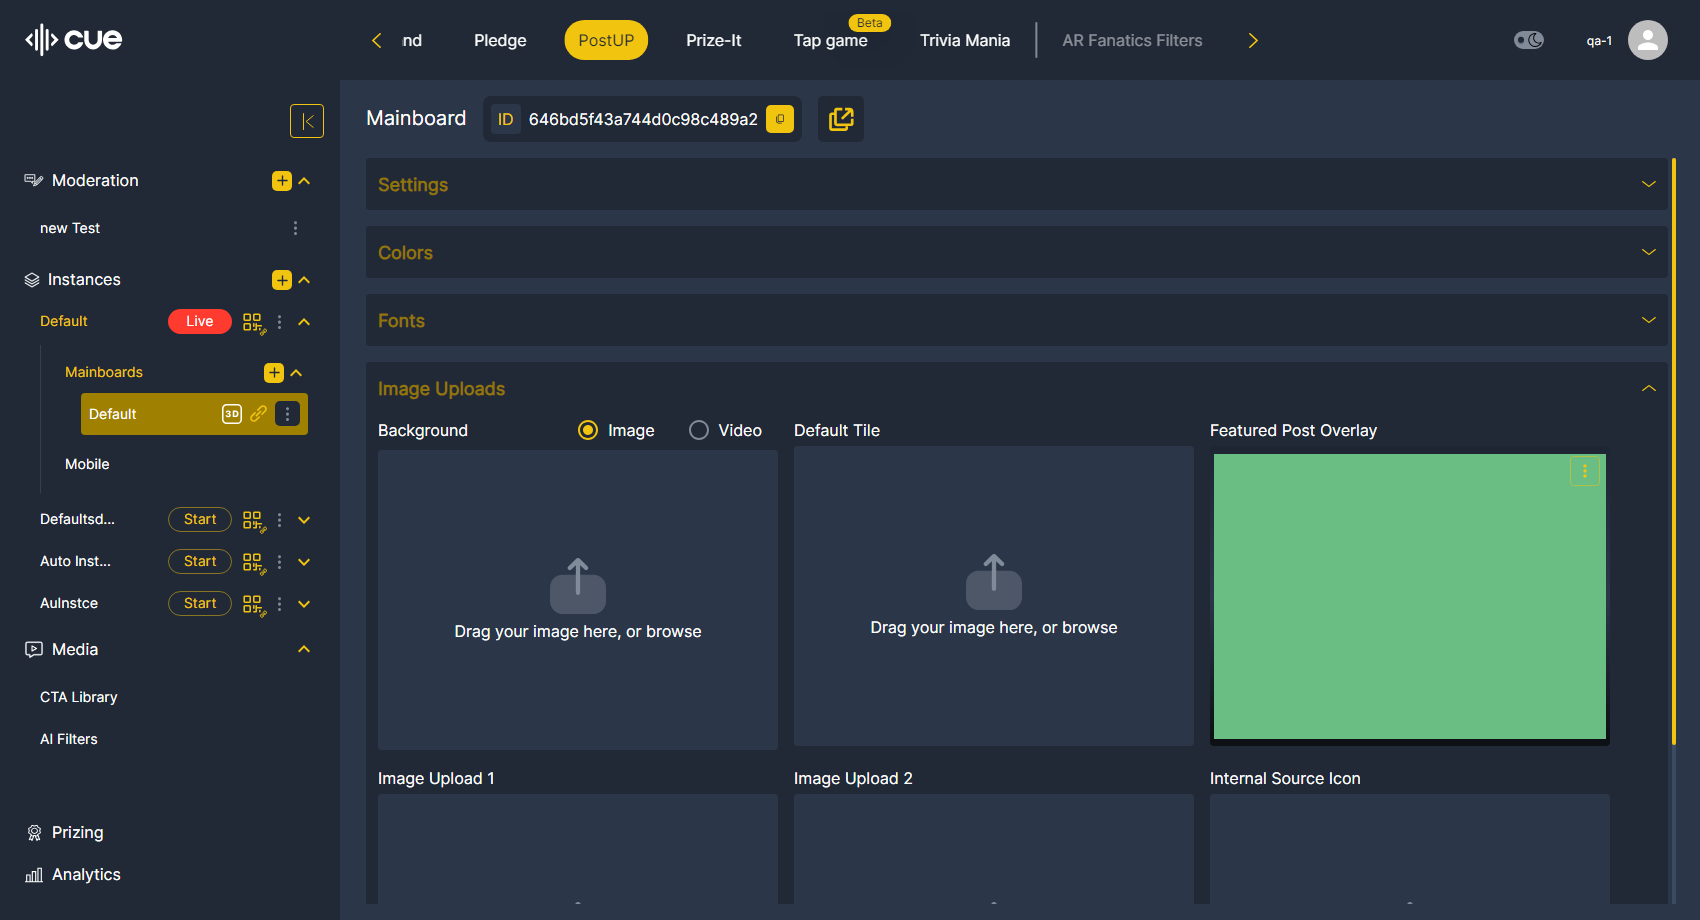 cue
nd
Pledge
PostUP
Prize-It
Beta
Tap game
Trivia Mania
AR Fanatics Filters
qa-1
Moderation
new Test
Instances
Default
Live
Mainboards
Default
3D
Mobile
Defaultsd...
Start
Auto Inst...
Start
AuInstce
Start
Media
CTA Library
AI Filters
Prizing
Analytics
Mainboard
ID
646bd5f43a744d0c98c489a2
Settings
Colors
Fonts
Image Uploads
Background
Image
Video
Default Tile
Featured Post Overlay
Drag your image here, or browse
Drag your image here, or browse
Image Upload 1
Image Upload 2
Internal Source Icon